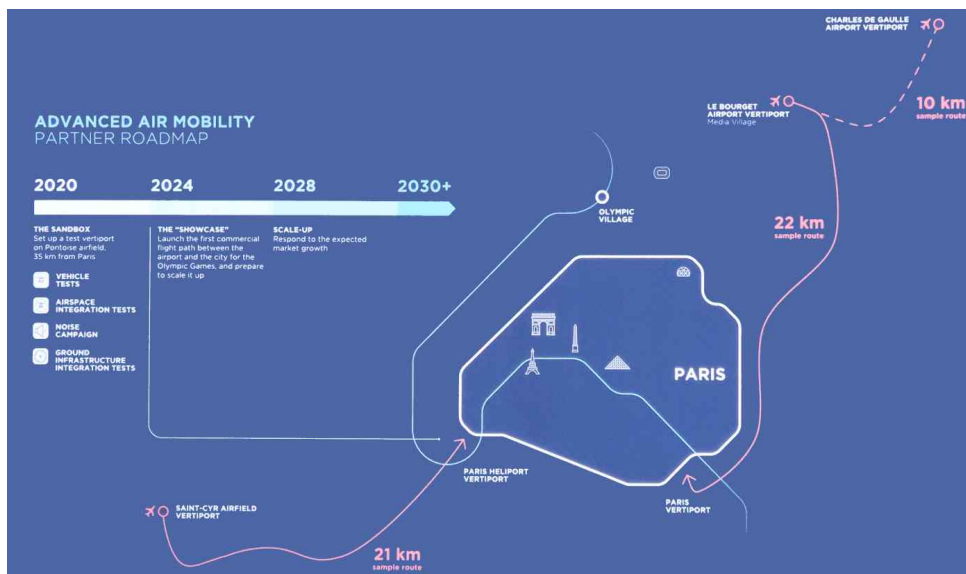 CHARLES DE GAULLE
AIRPORT VERTIPORT
LE BOURGET
AIRPORT VERTIPORT
Media Village
10 km
sample route
ADVANCED AIR MOBILITY
PARTNER ROADMAP
2020
2024
2028
2030+
THE SANDBOX
Set up a test vertiport
on Pontoise airfield,
35 km from Paris
VEHICLE
TESTS
AIRSPACE
INTEGRATION TESTS
NOISE
CAMPAIGN
GROUND
INFRASTRUCTURE
INTEGRATION TESTS
THE "SHOWCASE"
Launch the first commercial
flight path between the
airport and the city for the
Olympic Games, and prepare
to scale it up
SCALE-UP
Respond to the expected
market growth
OLYMPIC
VILLAGE
22 km
sample route
PARIS
PARIS HELIPORT
VERTIPORT
PARIS
VERTIPORT
SAINT-CYR AIRFIELD
VERTIPORT
21 km
sample route